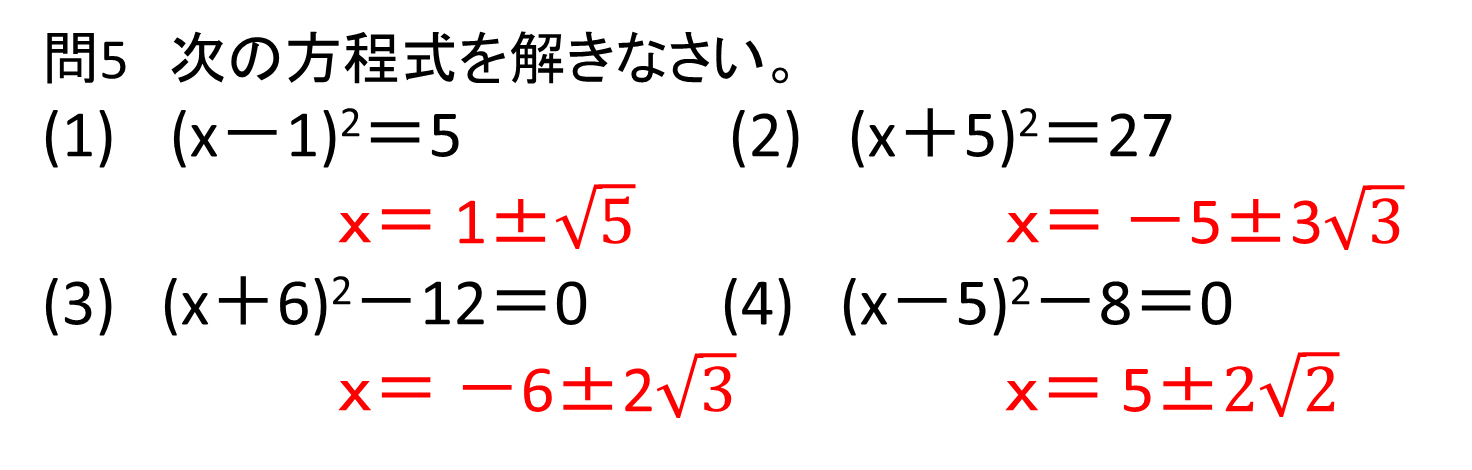 問5 次の方程式を解きなさい。
(1) (x－1)²＝5 (2) (x＋5)²＝27
x＝ 1±√5 x＝ －5±3√3
(3) (x＋6)²－12＝0 (4) (x－5)²－8＝0
x＝ －6±2√3 x＝ 5±2√2